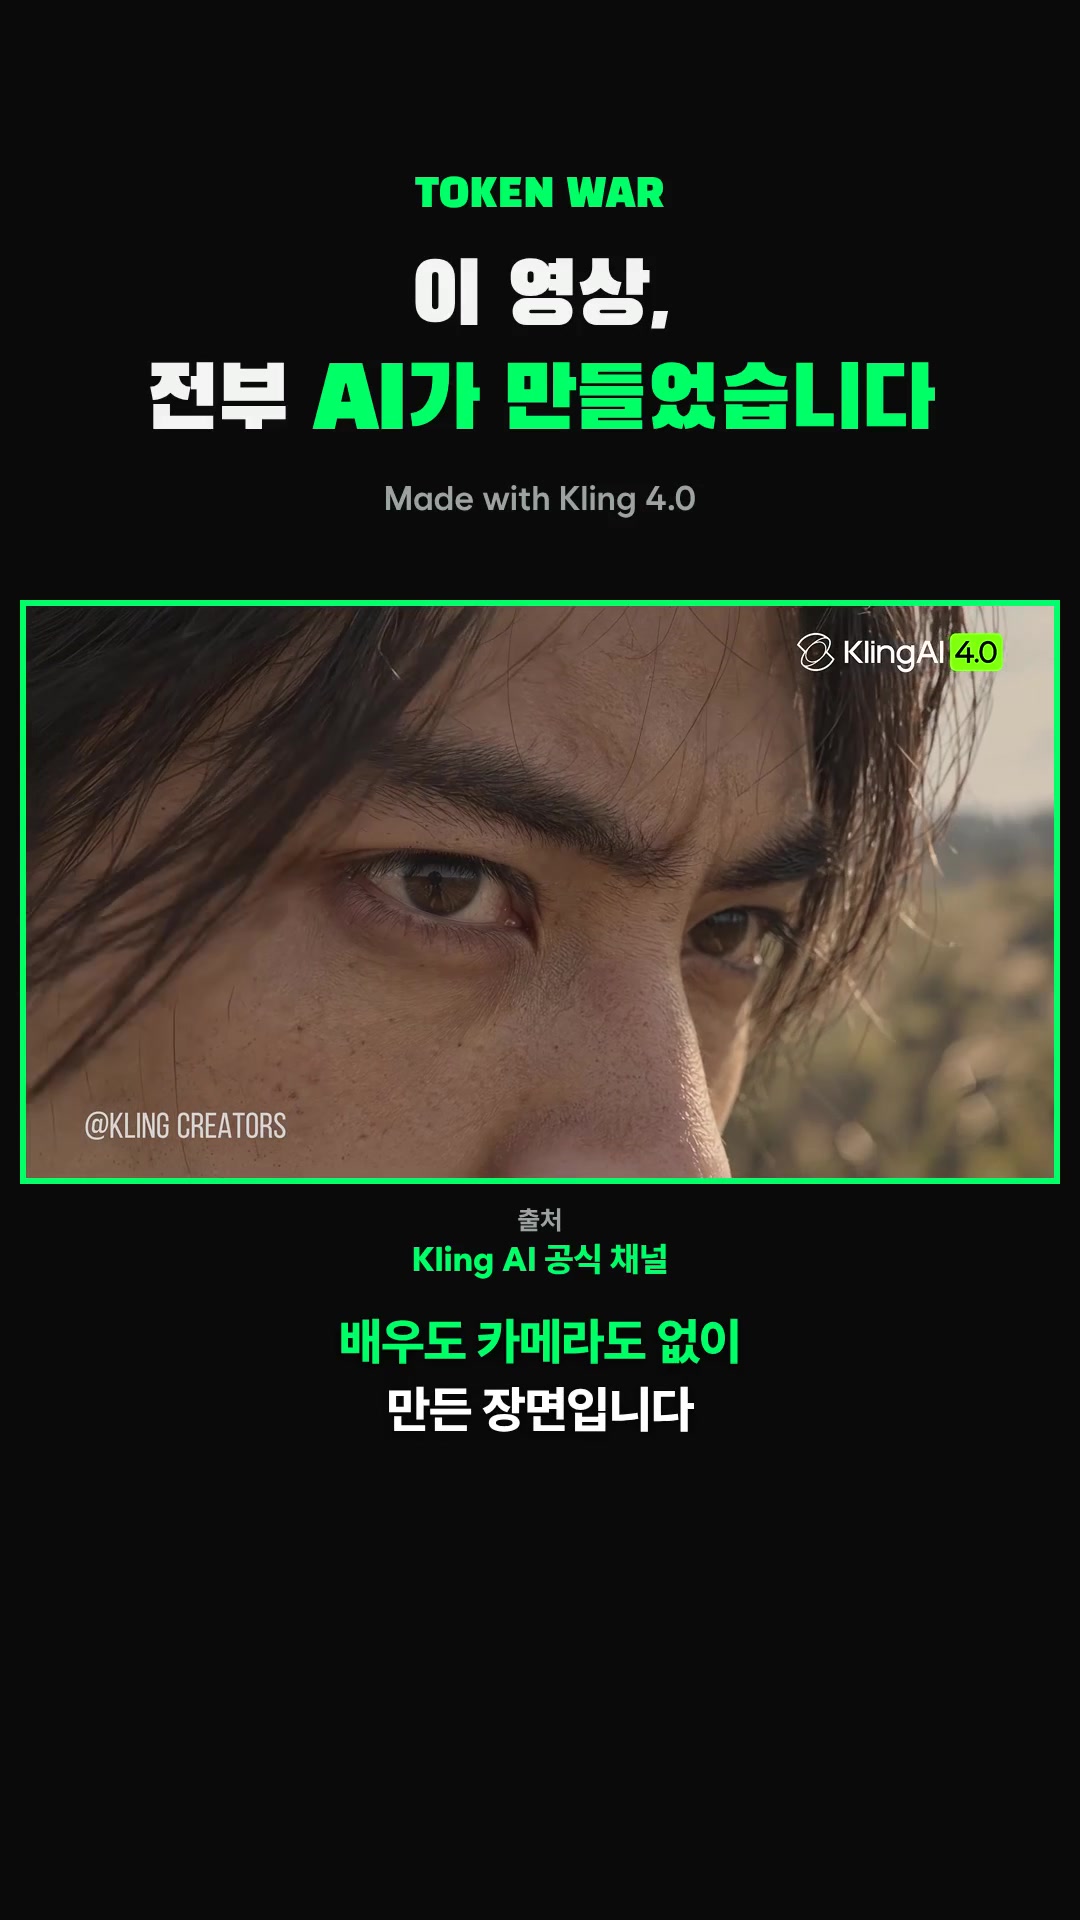 TOKEN WAR
이 영상,
전부 AI가 만들었습니다
Made with Kling 4.0
KlingAI 4.0
@KLING CREATORS
출처
Kling AI 공식 채널
배우도 카메라도 없이
만든 장면입니다